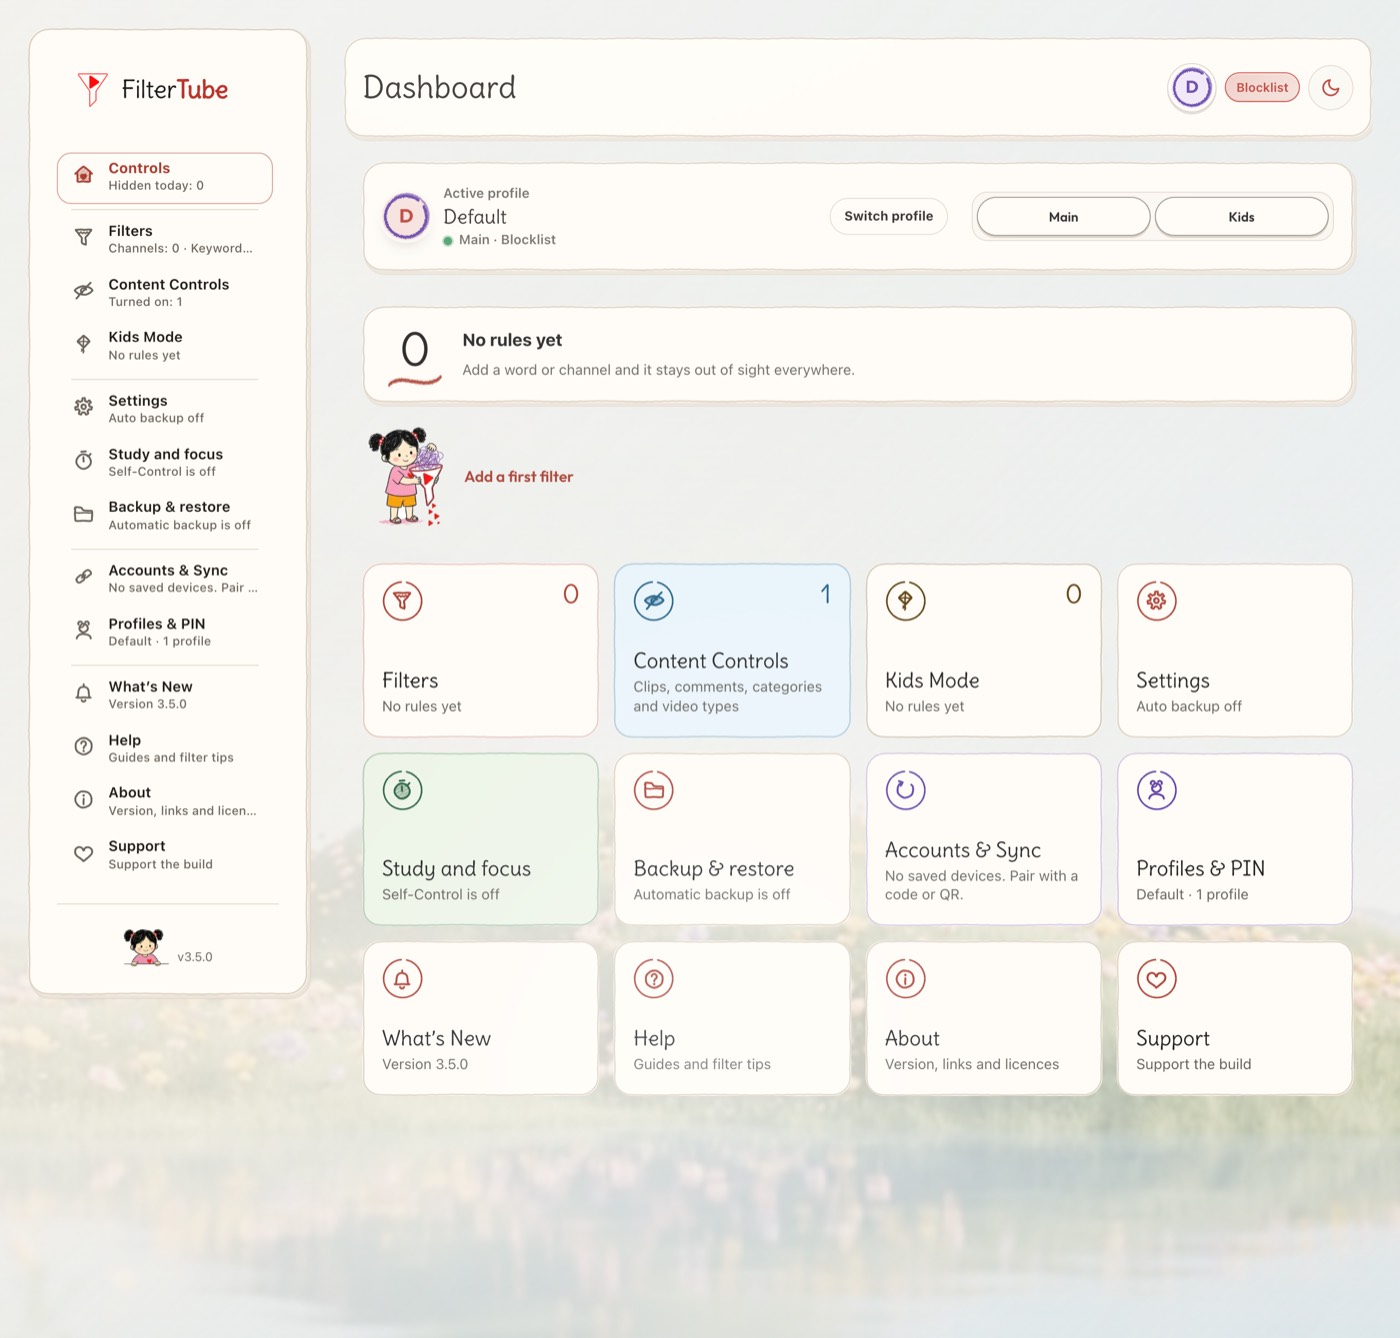 FilterTube
Controls
Hidden today: 0
Filters
Channels: 0 · Keyword...
Content Controls
Turned on: 1
Kids Mode
No rules yet
Settings
Auto backup off
Study and focus
Self-Control is off
Backup & restore
Automatic backup is off
Accounts & Sync
No saved devices. Pair ...
Profiles & PIN
Default · 1 profile
What's New
Version 3.5.0
Help
Guides and filter tips
About
Version, links and licen...
Support
Support the build
v3.5.0
Dashboard
D
Blocklist
D
Active profile
Default
Main · Blocklist
Switch profile
Main
Kids
0
No rules yet
Add a word or channel and it stays out of sight everywhere.
Add a first filter
0
Filters
No rules yet
1
Content Controls
Clips, comments, categories
and video types
0
Kids Mode
No rules yet
Settings
Auto backup off
Study and focus
Self-Control is off
Backup & restore
Automatic backup is off
Accounts & Sync
No saved devices. Pair with a
code or QR.
Profiles & PIN
Default · 1 profile
What's New
Version 3.5.0
Help
Guides and filter tips
About
Version, links and licences
Support
Support the build